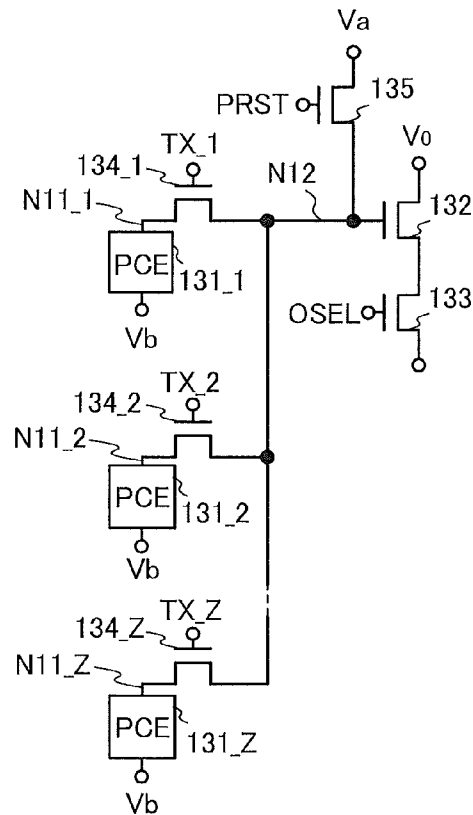 Va
PRST
135
TX_1
V0
134_1
N12
N11_1
132
PCE
131_1
133
Vb
OSEL
TX_2
134_2
N11_2
PCE
131_2
Vb
TX_Z
134_Z
N11_Z
PCE
131_Z
Vb